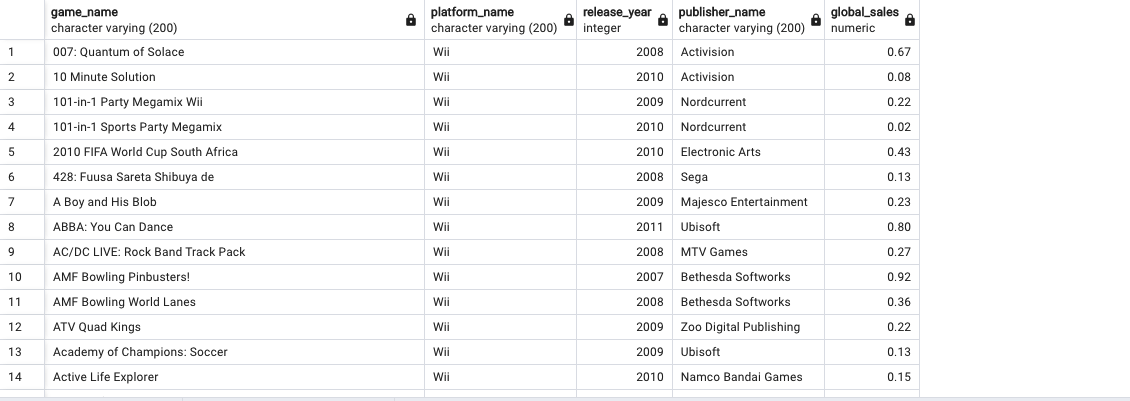 game_name platform_name release_year publisher_name global_sales
character varying (200) character varying (200) integer character varying (200) numeric
1 007: Quantum of Solace Wii 2008 Activision 0.67
2 10 Minute Solution Wii 2010 Activision 0.08
3 101-in-1 Party Megamix Wii Wii 2009 Nordcurrent 0.22
4 101-in-1 Sports Party Megamix Wii 2010 Nordcurrent 0.02
5 2010 FIFA World Cup South Africa Wii 2010 Electronic Arts 0.43
6 428: Fuusa Sareta Shibuya de Wii 2008 Sega 0.13
7 A Boy and His Blob Wii 2009 Majesco Entertainment 0.23
8 ABBA: You Can Dance Wii 2011 Ubisoft 0.80
9 AC/DC LIVE: Rock Band Track Pack Wii 2008 MTV Games 0.27
10 AMF Bowling Pinbusters! Wii 2007 Bethesda Softworks 0.92
11 AMF Bowling World Lanes Wii 2008 Bethesda Softworks 0.36
12 ATV Quad Kings Wii 2009 Zoo Digital Publishing 0.22
13 Academy of Champions: Soccer Wii 2009 Ubisoft 0.13
14 Active Life Explorer Wii 2010 Namco Bandai Games 0.15